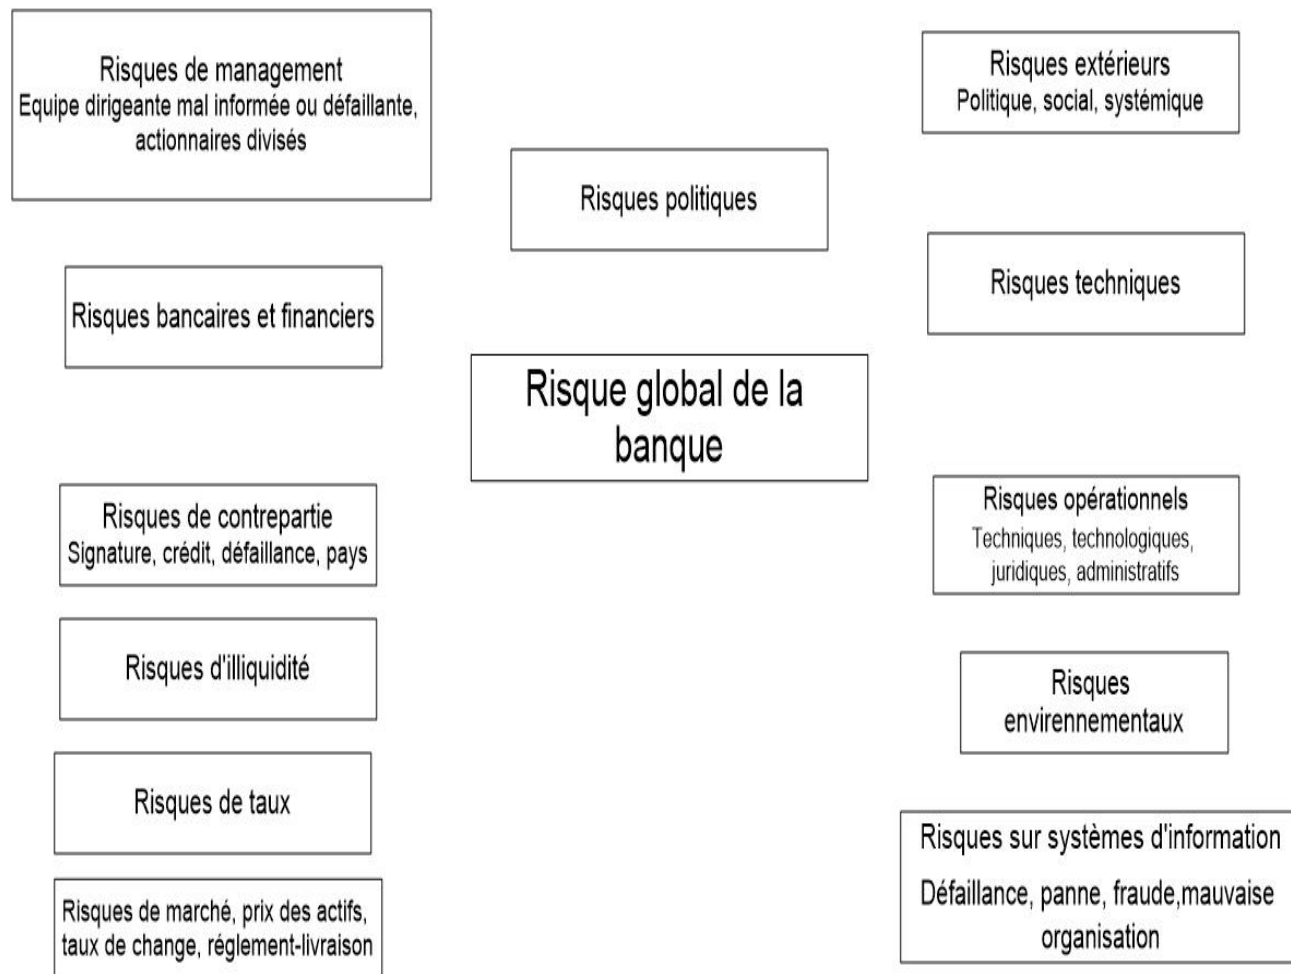 Risques de management
Equipe dirigeante mal informée ou défaillante,
actionnaires divisés
Risques extérieurs
Politique, social, systémique
Risques politiques
Risques techniques
Risques bancaires et financiers
Risque global de la
banque
Risques de contrepartie
Signature, crédit, défaillance, pays
Risques opérationnels
Techniques, technologiques,
juridiques, administratifs
Risques d'illiquidité
Risques
envirennementaux
Risques de taux
Risques sur systèmes d'information
Défaillance, panne, fraude,mauvaise
organisation
Risques de marché, prix des actifs,
taux de change, réglement-livraison